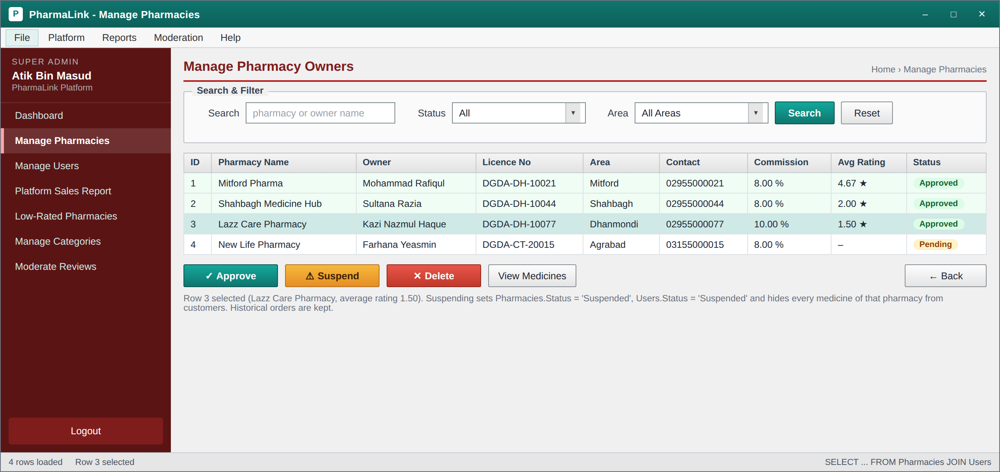 P PharmaLink - Manage Pharmacies – □ ✕
File Platform Reports Moderation Help
SUPER ADMIN
Atik Bin Masud
PharmaLink Platform
Dashboard
Manage Pharmacies
Manage Users
Platform Sales Report
Low-Rated Pharmacies
Manage Categories
Moderate Reviews
Logout
Manage Pharmacy Owners
Home › Manage Pharmacies
Search & Filter
Search pharmacy or owner name Status All ▼ Area All Areas ▼ Search Reset
ID Pharmacy Name Owner Licence No Area Contact Commission Avg Rating Status
1 Mitford Pharma Mohammad Rafiqul DGDA-DH-10021 Mitford 02955000021 8.00 % 4.67 ★ Approved
2 Shahbagh Medicine Hub Sultana Razia DGDA-DH-10044 Shahbagh 02955000044 8.00 % 2.00 ★ Approved
3 Lazz Care Pharmacy Kazi Nazmul Haque DGDA-DH-10077 Dhanmondi 02955000077 10.00 % 1.50 ★ Approved
4 New Life Pharmacy Farhana Yeasmin DGDA-CT-20015 Agrabad 03155000015 8.00 % – Pending
✓ Approve ⚠ Suspend ✕ Delete View Medicines ← Back
Row 3 selected (Lazz Care Pharmacy, average rating 1.50). Suspending sets Pharmacies.Status = 'Suspended', Users.Status = 'Suspended' and hides every medicine of that pharmacy from
customers. Historical orders are kept.
4 rows loaded Row 3 selected SELECT ... FROM Pharmacies JOIN Users